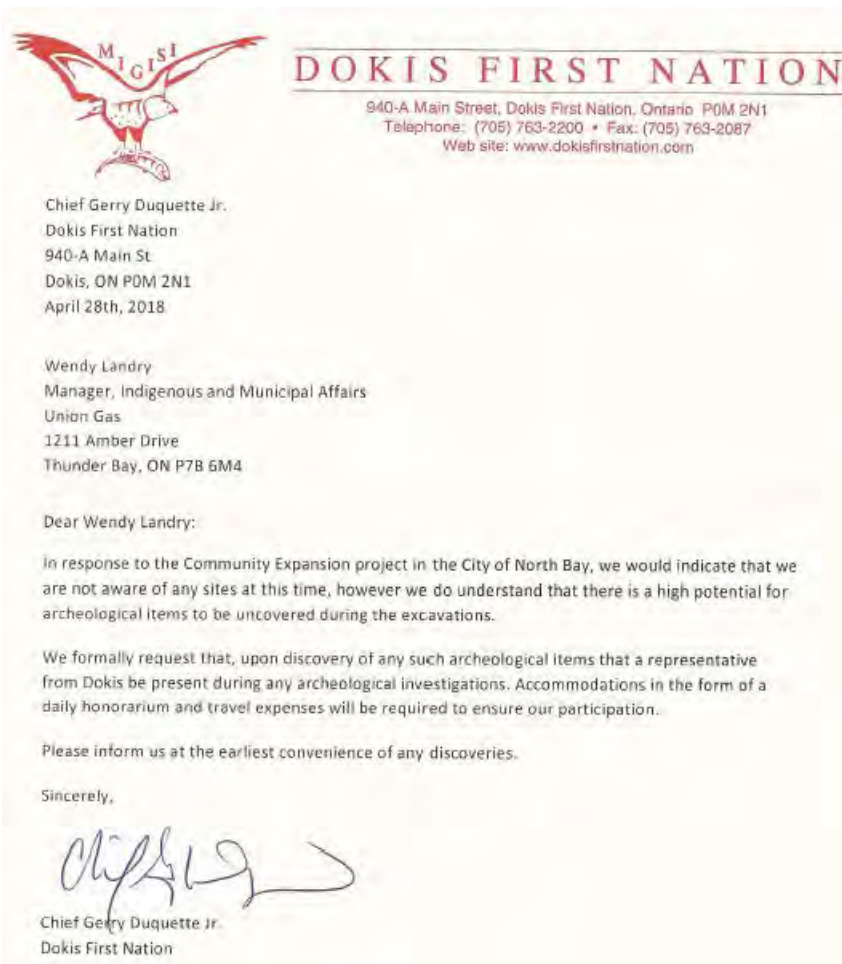 MIGISI
DOKIS FIRST NATION
940-A Main Street, Dokis First Nation, Ontario P0M 2N1
Telephone: (705) 763-2200 • Fax: (705) 763-2087
Web site: www.dokisfirstnation.com
Chief Gerry Duquette Jr.
Dokis First Nation
940-A Main St
Dokis, ON P0M 2N1
April 28th, 2018
Wendy Landry
Manager, Indigenous and Municipal Affairs
Union Gas
1211 Amber Drive
Thunder Bay, ON P7B 6M4
Dear Wendy Landry:
In response to the Community Expansion project in the City of North Bay, we would indicate that we
are not aware of any sites at this time, however we do understand that there is a high potential for
archeological items to be uncovered during the excavations.
We formally request that, upon discovery of any such archeological items that a representative
from Dokis be present during any archeological investigations. Accommodations in the form of a
daily honorarium and travel expenses will be required to ensure our participation.
Please inform us at the earliest convenience of any discoveries.
Sincerely,
Chief Gerry Duquette Jr.
Dokis First Nation